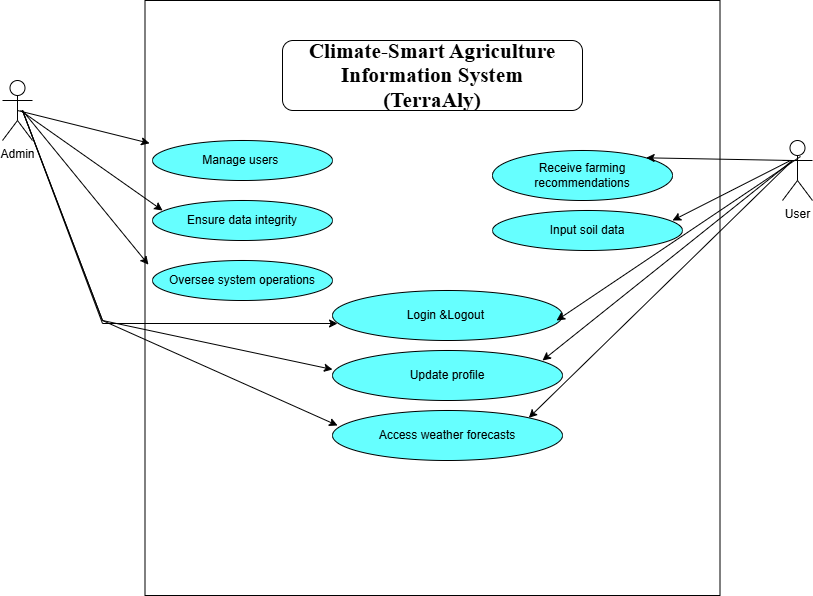 Climate-Smart Agriculture
Information System
(TerraAly)
Admin
Manage users
Ensure data integrity
Oversee system operations
Receive farming
recommendations
Input soil data
User
Login &Logout
Update profile
Access weather forecasts